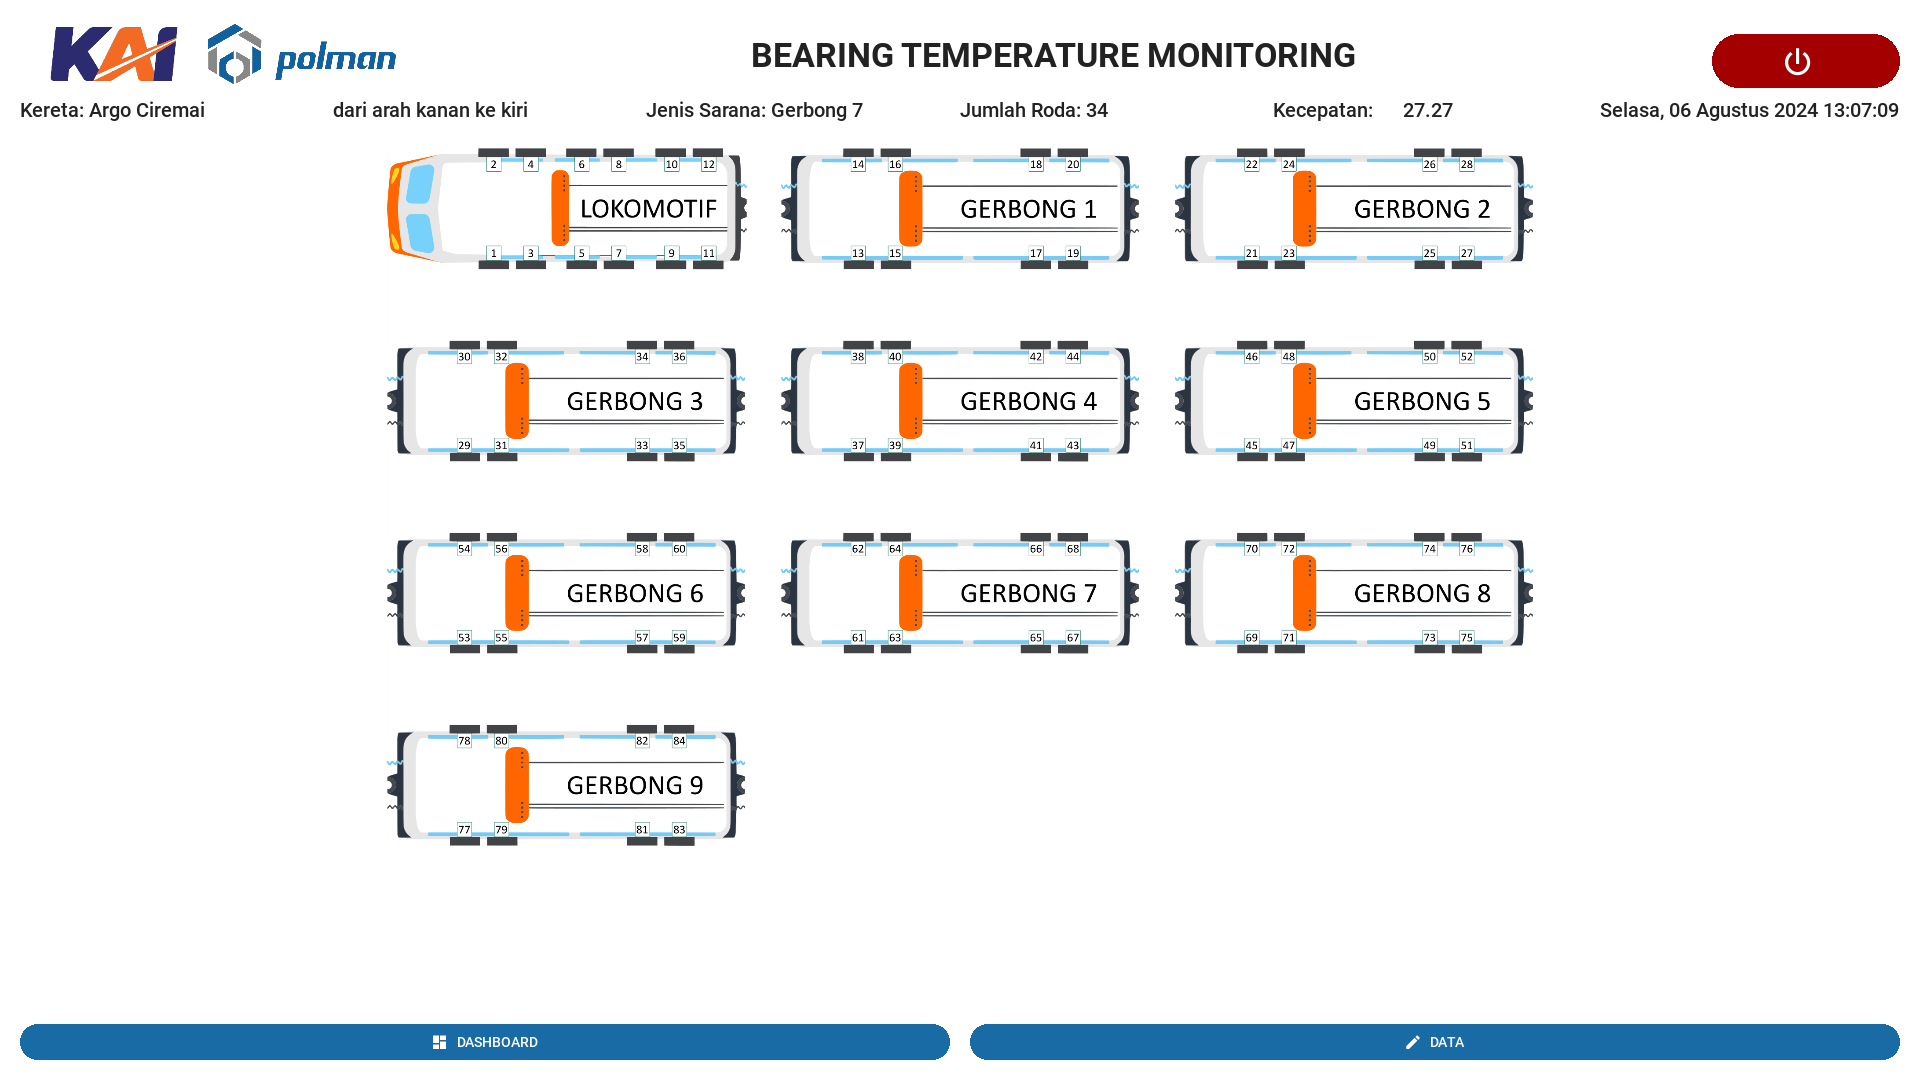 KAI polman BEARING TEMPERATURE MONITORING
Kereta: Argo Ciremai dari arah kanan ke kiri Jenis Sarana: Gerbong 7 Jumlah Roda: 34 Kecepatan: 27.27 Selasa, 06 Agustus 2024 13:07:09
2 4 6 8 10 12 14 16 18 20 22 24 26 28
LOKOMOTIF GERBONG 1 GERBONG 2
1 3 5 7 9 11 13 15 17 19 21 23 25 27
30 32 34 36 38 40 42 44 46 48 50 52
GERBONG 3 GERBONG 4 GERBONG 5
29 31 33 35 37 39 41 43 45 47 49 51
54 56 58 60 62 64 66 68 70 72 74 76
GERBONG 6 GERBONG 7 GERBONG 8
53 55 57 59 61 63 65 67 69 71 73 75
78 80 82 84
GERBONG 9
77 79 81 83
DASHBOARD DATA